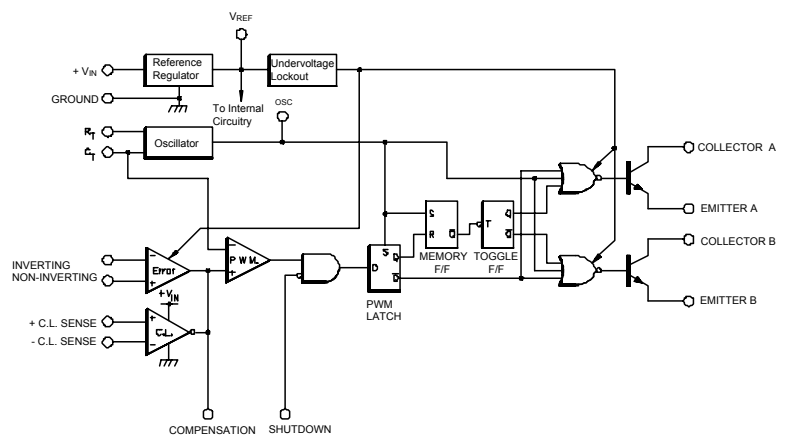 VREF
+ VIN
Reference
Regulator
Undervoltage
Lockout
GROUND
To Internal
Circuitry
OSC
RT
CT
Oscillator
COLLECTOR A
EMITTER A
S
R
Q
MEMORY
F/F
T
Q
Q
TOGGLE
F/F
INVERTING
NON-INVERTING
-
+
Error
-
+
PWM
D
S
Q
Q
PWM
LATCH
COLLECTOR B
EMITTER B
+VIN
+ C.L. SENSE
- C.L. SENSE
+
-
C.L.
COMPENSATION
SHUTDOWN